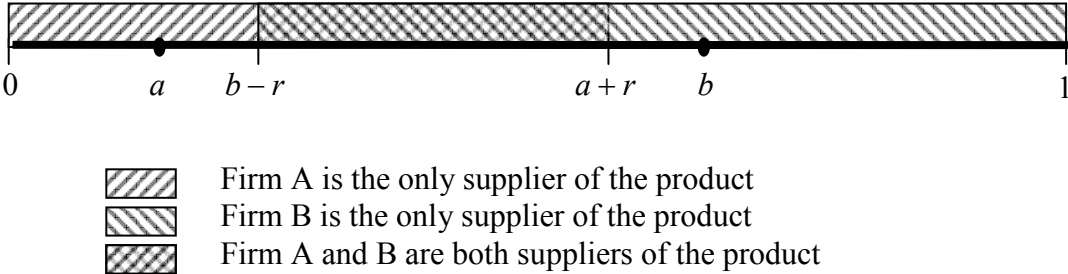 0 a b – r a + r b 1
Firm A is the only supplier of the product
Firm B is the only supplier of the product
Firm A and B are both suppliers of the product